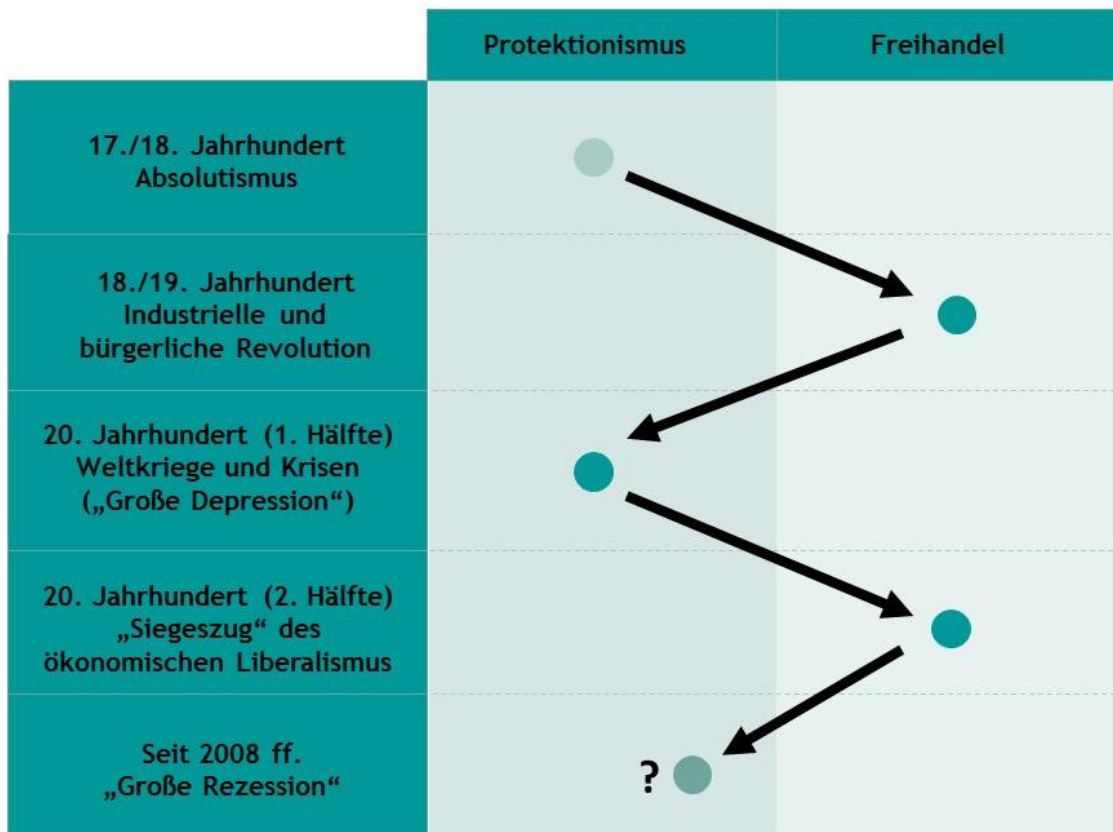 Protektionismus
Freihandel
17./18. Jahrhundert
Absolutismus
18./19. Jahrhundert
Industrielle und
bürgerliche Revolution
20. Jahrhundert (1. Hälfte)
Weltkriege und Krisen
(„Große Depression“)
20. Jahrhundert (2. Hälfte)
„Siegeszug“ des
ökonomischen Liberalismus
Seit 2008 ff.
„Große Rezession“
?